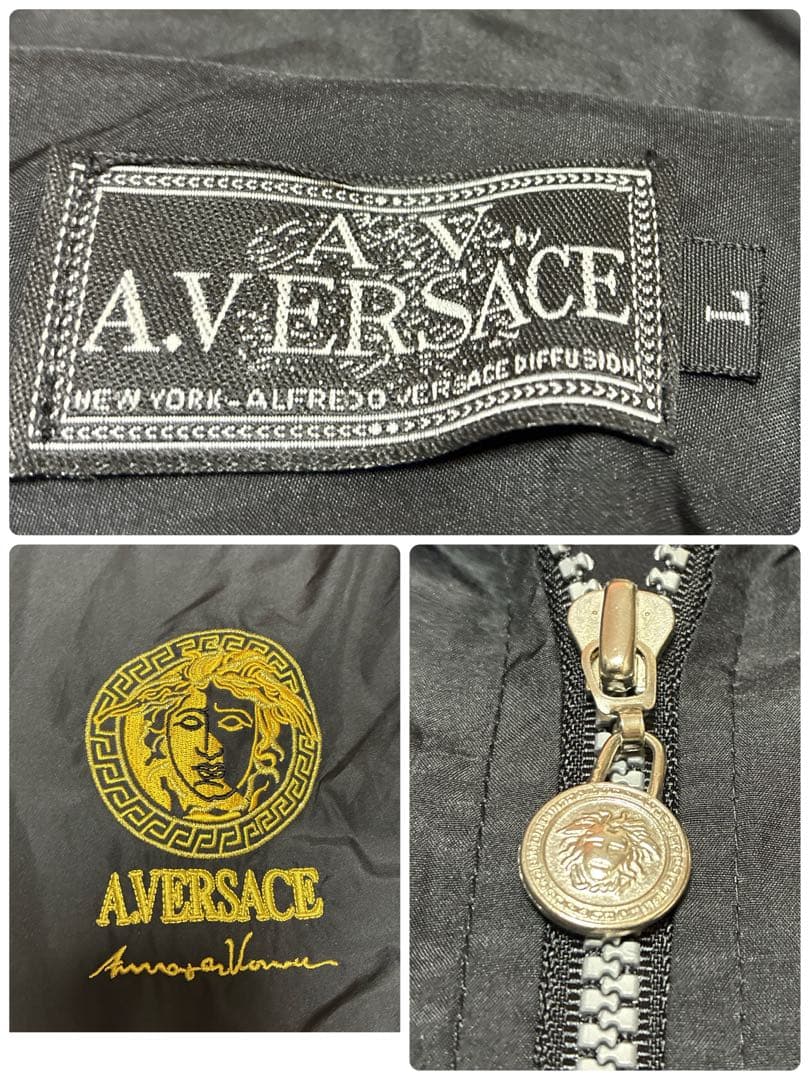 A.V. by
A.VERSACE
NEW YORK-ALFREDO VERSACE DIFFUSION
L
A.VERSACE